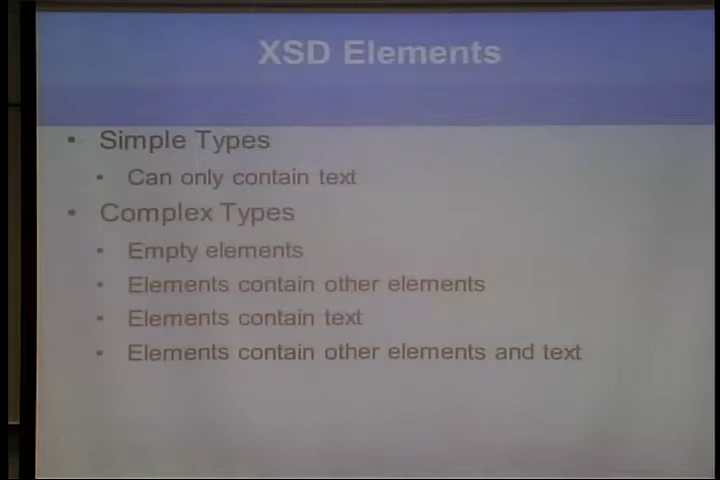 XSD Elements
• Simple Types
• Can only contain text
• Complex Types
• Empty elements
• Elements contain other elements
• Elements contain text
• Elements contain other elements and text